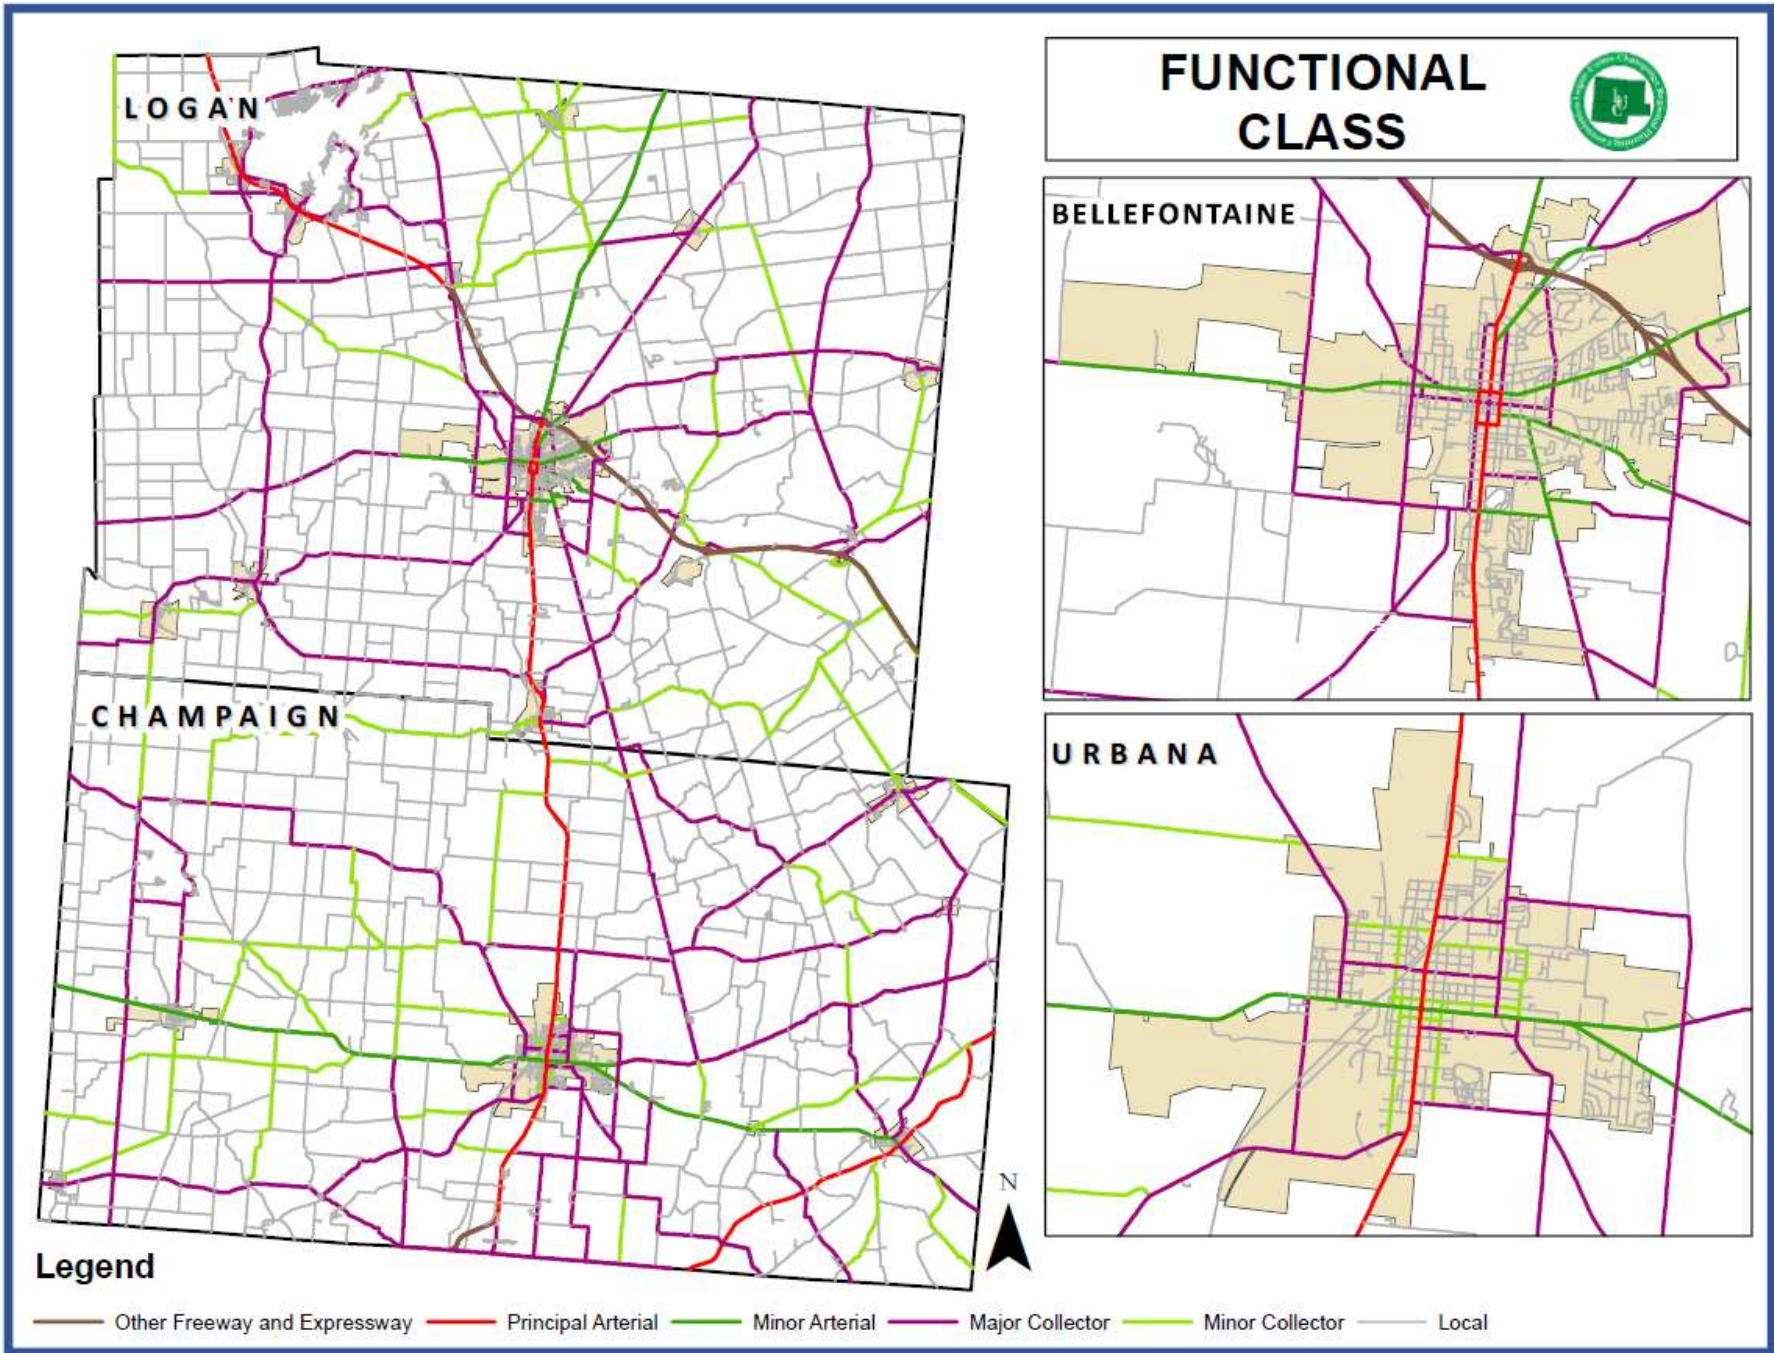 FUNCTIONAL
CLASS
LOGAN
CHAMPAIGN
BELLEFONTAINE
URBANA
N
Legend
Other Freeway and Expressway
Principal Arterial
Minor Arterial
Major Collector
Minor Collector
Local